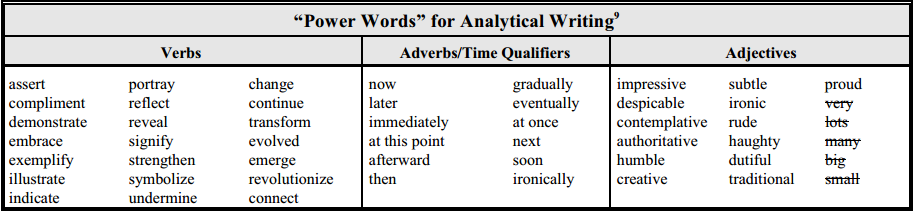 “Power Words” for Analytical Writing9
Verbs Adverbs/Time Qualifiers Adjectives
assert portray change now gradually impressive subtle proud
compliment reflect continue later eventually despicable ironic very
demonstrate reveal transform immediately at once contemplative rude lots
embrace signify evolved at this point next authoritative haughty many
exemplify strengthen emerge afterward soon humble dutiful big
illustrate symbolize revolutionize then ironically creative traditional small
indicate undermine connect